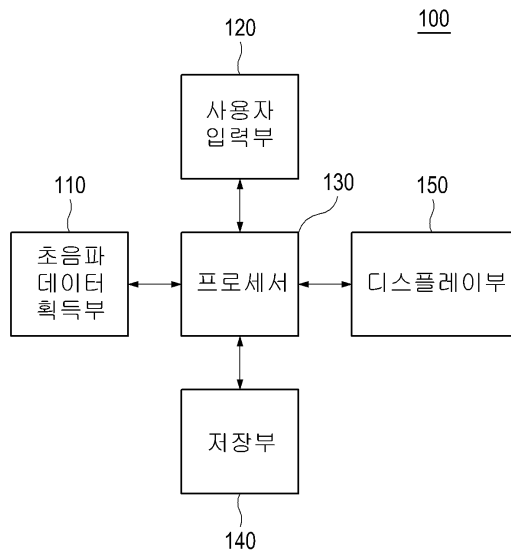 100
120
사용자
입력부
110
130
150
초음파
데이터
획득부
프로세서
디스플레이부
저장부
140